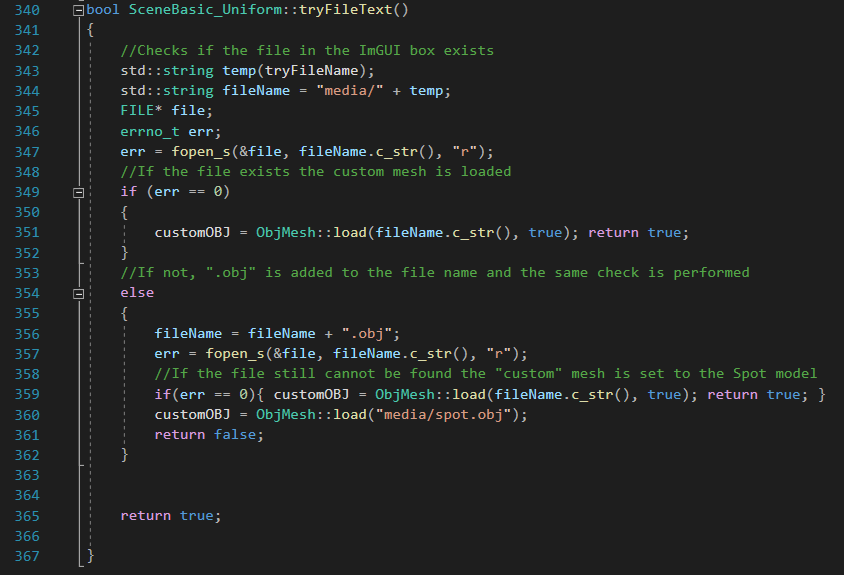 340 bool SceneBasic_Uniform::tryFileText()
341 {
342 //Checks if the file in the ImGUI box exists
343 std::string temp(tryFileName);
344 std::string fileName = "media/" + temp;
345 FILE* file;
346 errno_t err;
347 err = fopen_s(&file, fileName.c_str(), "r");
348 //If the file exists the custom mesh is loaded
349 if (err == 0)
350 {
351 customOBJ = ObjMesh::load(fileName.c_str(), true); return true;
352 }
353 //If not, ".obj" is added to the file name and the same check is performed
354 else
355 {
356 fileName = fileName + ".obj";
357 err = fopen_s(&file, fileName.c_str(), "r");
358 //If the file still cannot be found the "custom" mesh is set to the Spot model
359 if(err == 0){ customOBJ = ObjMesh::load(fileName.c_str(), true); return true; }
360 customOBJ = ObjMesh::load("media/spot.obj");
361 return false;
362 }
363
364
365 return true;
366
367 }